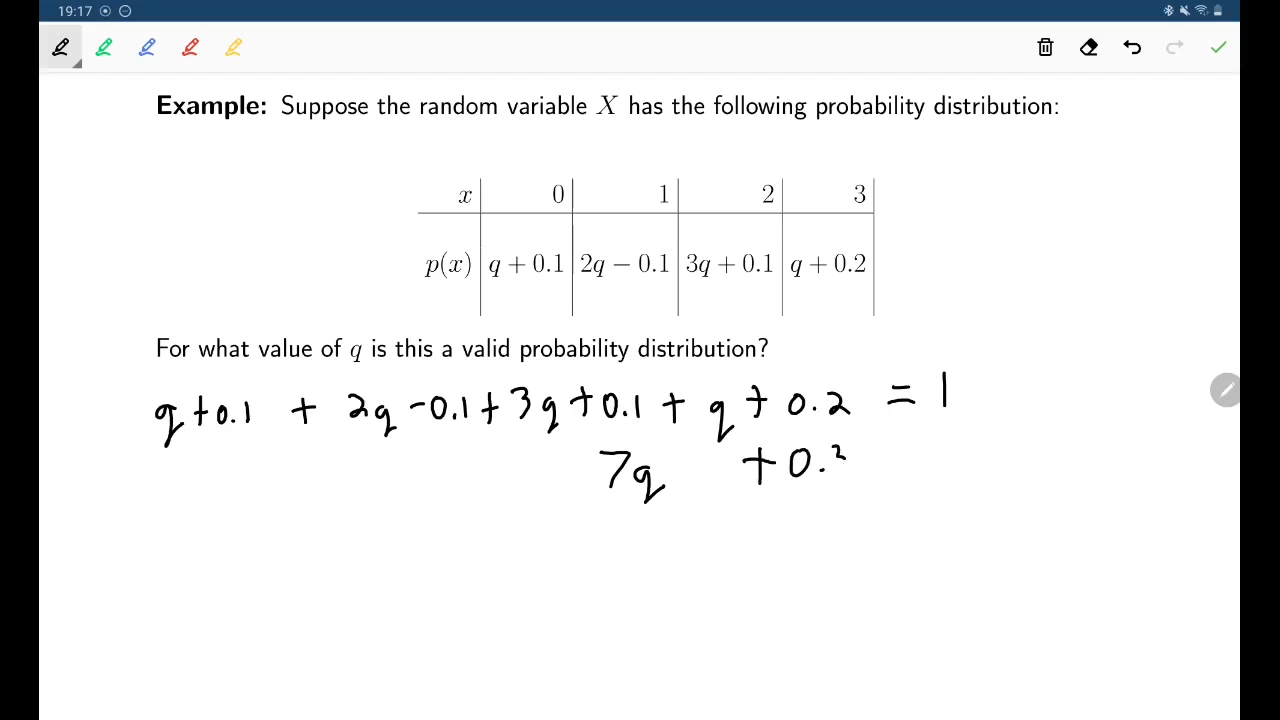 19:17
Example: Suppose the random variable X has the following probability distribution:
x 0 1 2 3
p(x) q + 0.1 2q − 0.1 3q + 0.1 q + 0.2
For what value of q is this a valid probability distribution?
q + 0.1 + 2q - 0.1 + 3q + 0.1 + q + 0.2 = 1
7q + 0.